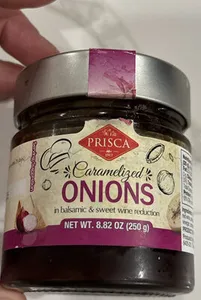 PRISCA
Caramelized
ONIONS
in balsamic & sweet wine reduction
NET WT. 8.82 OZ (250 g)